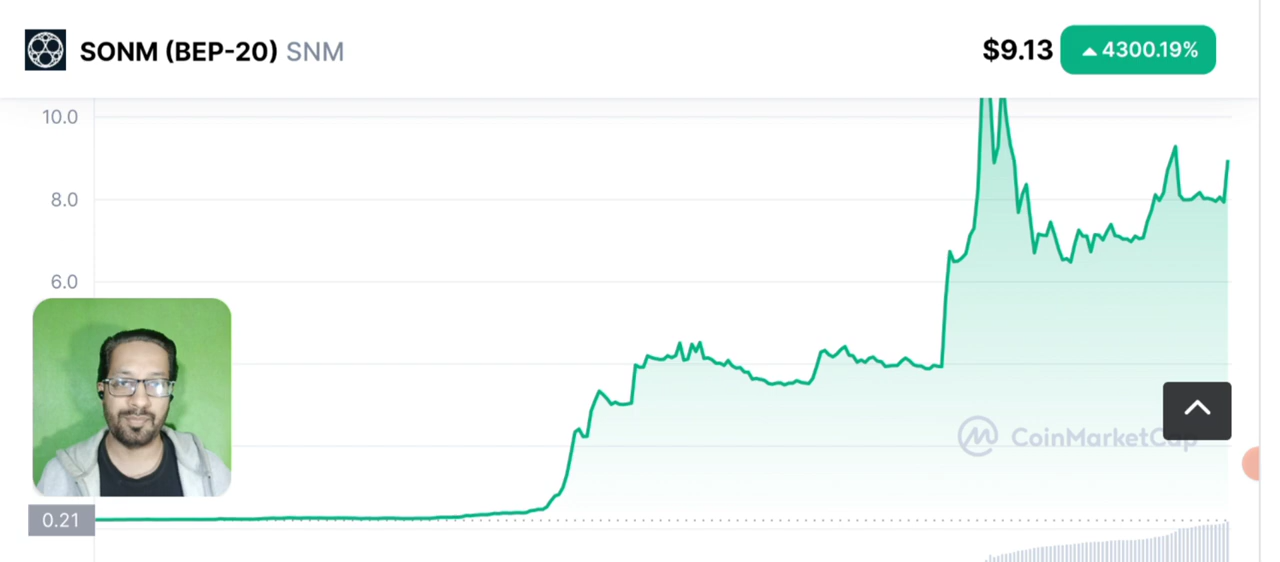 SONM (BEP-20) SNM
$9.13 ▲ 4300.19%
10.0
8.0
6.0
CoinMarketCap
0.21